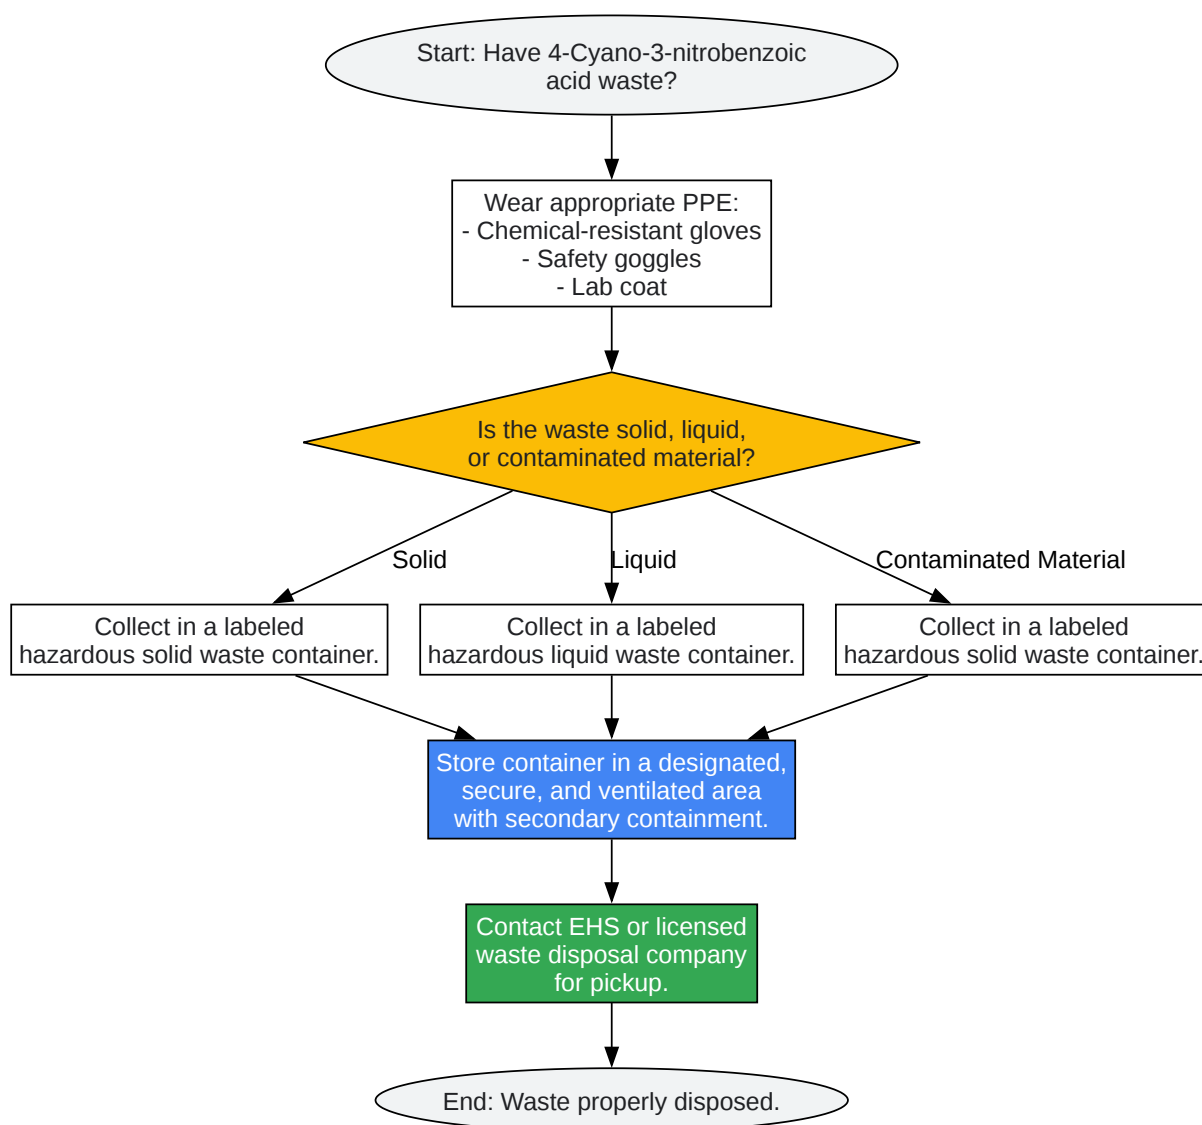 Start: Have 4-Cyano-3-nitrobenzoic
acid waste?
Wear appropriate PPE:
- Chemical-resistant gloves
- Safety goggles
- Lab coat
Is the waste solid, liquid,
or contaminated material?
Solid
Liquid
Contaminated Material
Collect in a labeled
hazardous solid waste container.
Collect in a labeled
hazardous liquid waste container.
Collect in a labeled
hazardous solid waste container.
Store container in a designated,
secure, and ventilated area
with secondary containment.
Contact EHS or licensed
waste disposal company
for pickup.
End: Waste properly disposed.